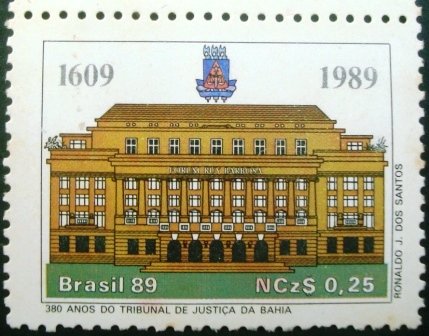 1609 1989
FORUM RUY BARBOSA
Brasil 89 NCz$ 0,25
380 ANOS DO TRIBUNAL DE JUSTIÇA DA BAHIA
RONALDO J. DOS SANTOS